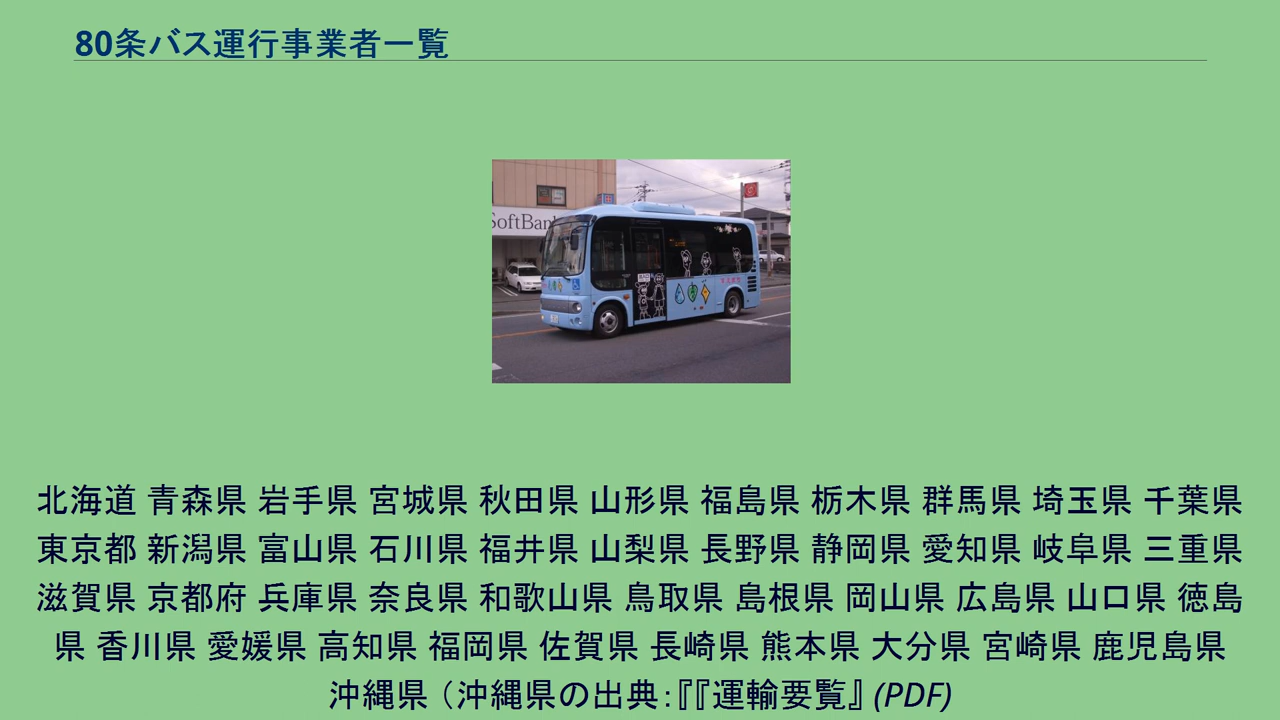 80条バス運行事業者一覧
SoftBank
北海道 青森県 岩手県 宮城県 秋田県 山形県 福島県 栃木県 群馬県 埼玉県 千葉県
東京都 新潟県 富山県 石川県 福井県 山梨県 長野県 静岡県 愛知県 岐阜県 三重県
滋賀県 京都府 兵庫県 奈良県 和歌山県 鳥取県 島根県 岡山県 広島県 山口県 徳島
県 香川県 愛媛県 高知県 福岡県 佐賀県 長崎県 熊本県 大分県 宮崎県 鹿児島県
沖縄県 （沖縄県の出典：『『運輸要覧』 (PDF)